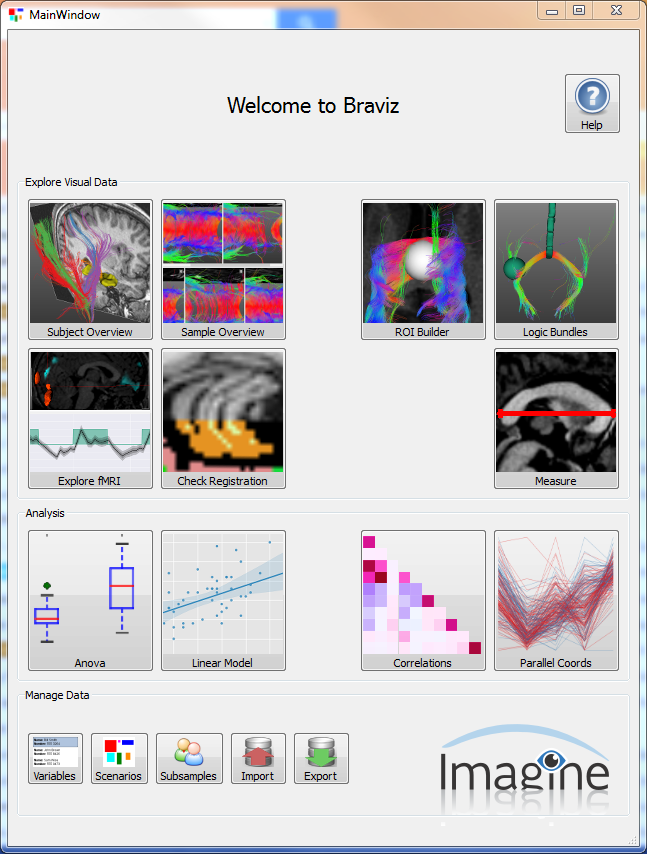 MainWindow
Welcome to Braviz
Help
Explore Visual Data
Subject Overview
Sample Overview
ROI Builder
Logic Bundles
Explore fMRI
Check Registration
Measure
Analysis
Anova
Linear Model
Correlations
Parallel Coords
Manage Data
Variables
Scenarios
Subsamples
Import
Export
Imagine